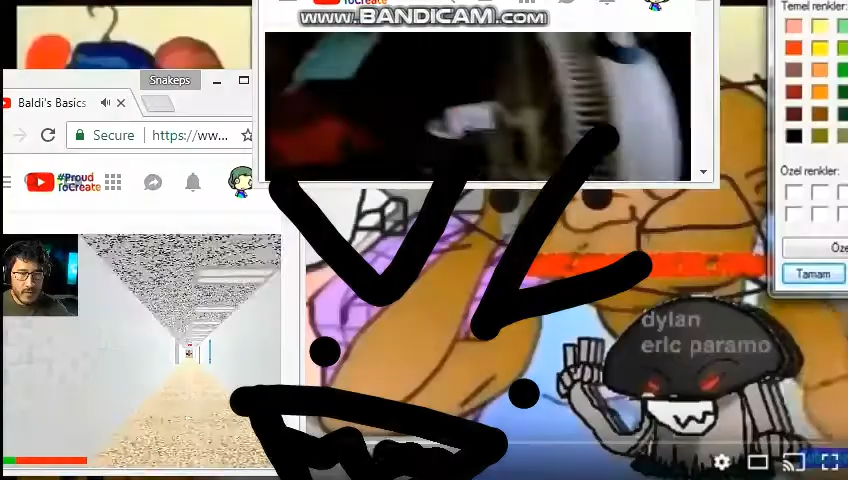 www.BANDICAM.com
Temel renkler:
Snakeps
Baldi's Basics
Secure
https://ww...
#Proud
ToCreate
Özel renkler:
Tamam
dylan
eric paramo